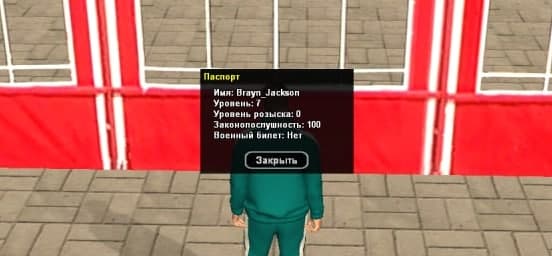 Паспорт
Имя: Brayn_Jackson
Уровень: 7
Уровень розыска: 0
Законопослушность: 100
Военный билет: Нет
Закрыть